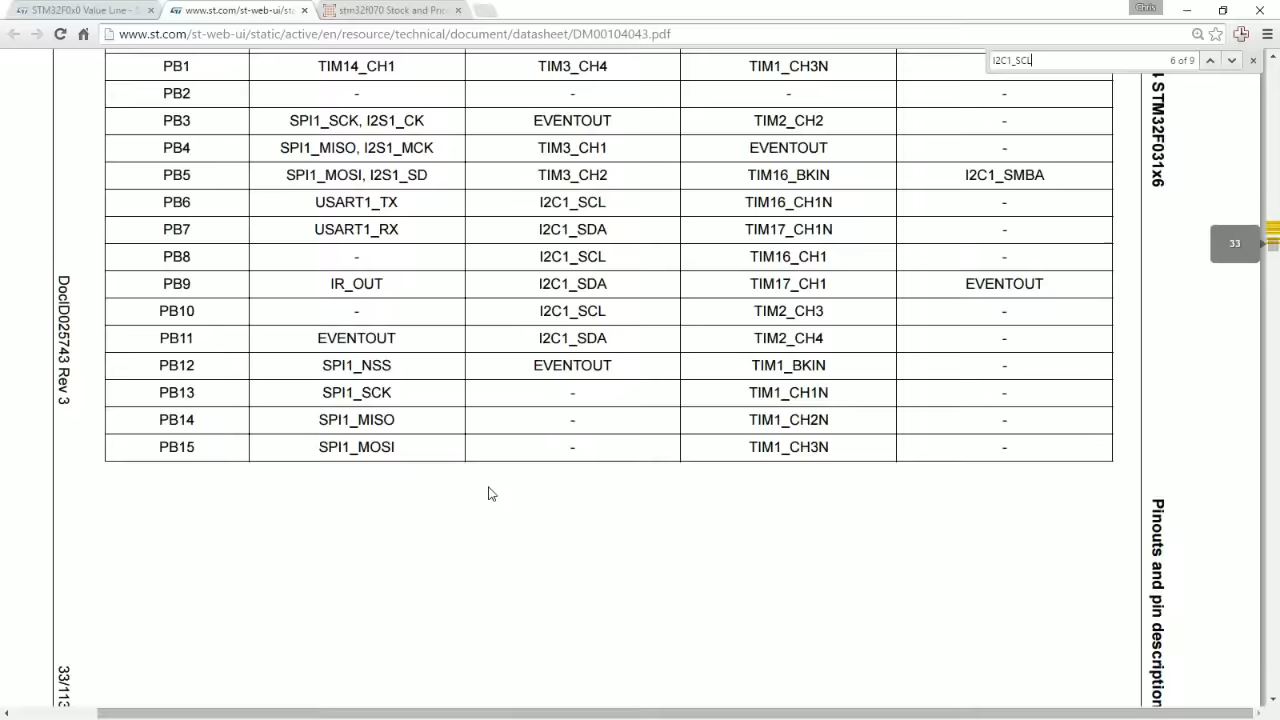 Chris
STM32F0x0 Value Line -
www.st.com/st-web-ui/sta
stm32f070 Stock and Pric
www.st.com/st-web-ui/static/active/en/resource/technical/document/datasheet/DM00104043.pdf
I2C1_SCL 6 of 9
PB1 TIM14_CH1 TIM3_CH4 TIM1_CH3N
PB2 - - - -
PB3 SPI1_SCK, I2S1_CK EVENTOUT TIM2_CH2 -
PB4 SPI1_MISO, I2S1_MCK TIM3_CH1 EVENTOUT -
PB5 SPI1_MOSI, I2S1_SD TIM3_CH2 TIM16_BKIN I2C1_SMBA
PB6 USART1_TX I2C1_SCL TIM16_CH1N -
PB7 USART1_RX I2C1_SDA TIM17_CH1N -
PB8 - I2C1_SCL TIM16_CH1 -
PB9 IR_OUT I2C1_SDA TIM17_CH1 EVENTOUT
PB10 - I2C1_SCL TIM2_CH3 -
PB11 EVENTOUT I2C1_SDA TIM2_CH4 -
PB12 SPI1_NSS EVENTOUT TIM1_BKIN -
PB13 SPI1_SCK - TIM1_CH1N -
PB14 SPI1_MISO - TIM1_CH2N -
PB15 SPI1_MOSI - TIM1_CH3N -
DocID025743 Rev 3
33/113
STM32F031x6
Pinouts and pin description
33